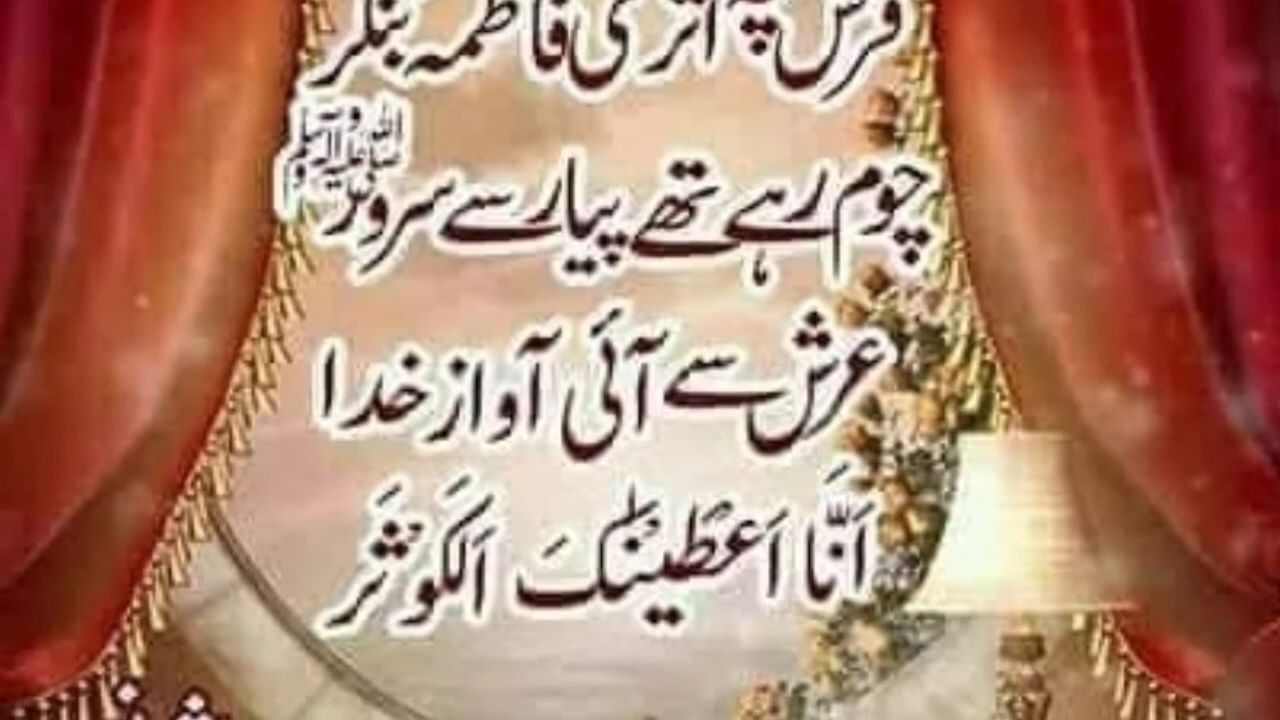 فرش پہ اتری فاطمہ بنکر
چوم رہے تھے پیار سے سرورؐ ﷺ
عرش سے آئی آواز خدا
اَنَّا اَعۡطَیۡنٰکَ اَلکَوۡثَرَ